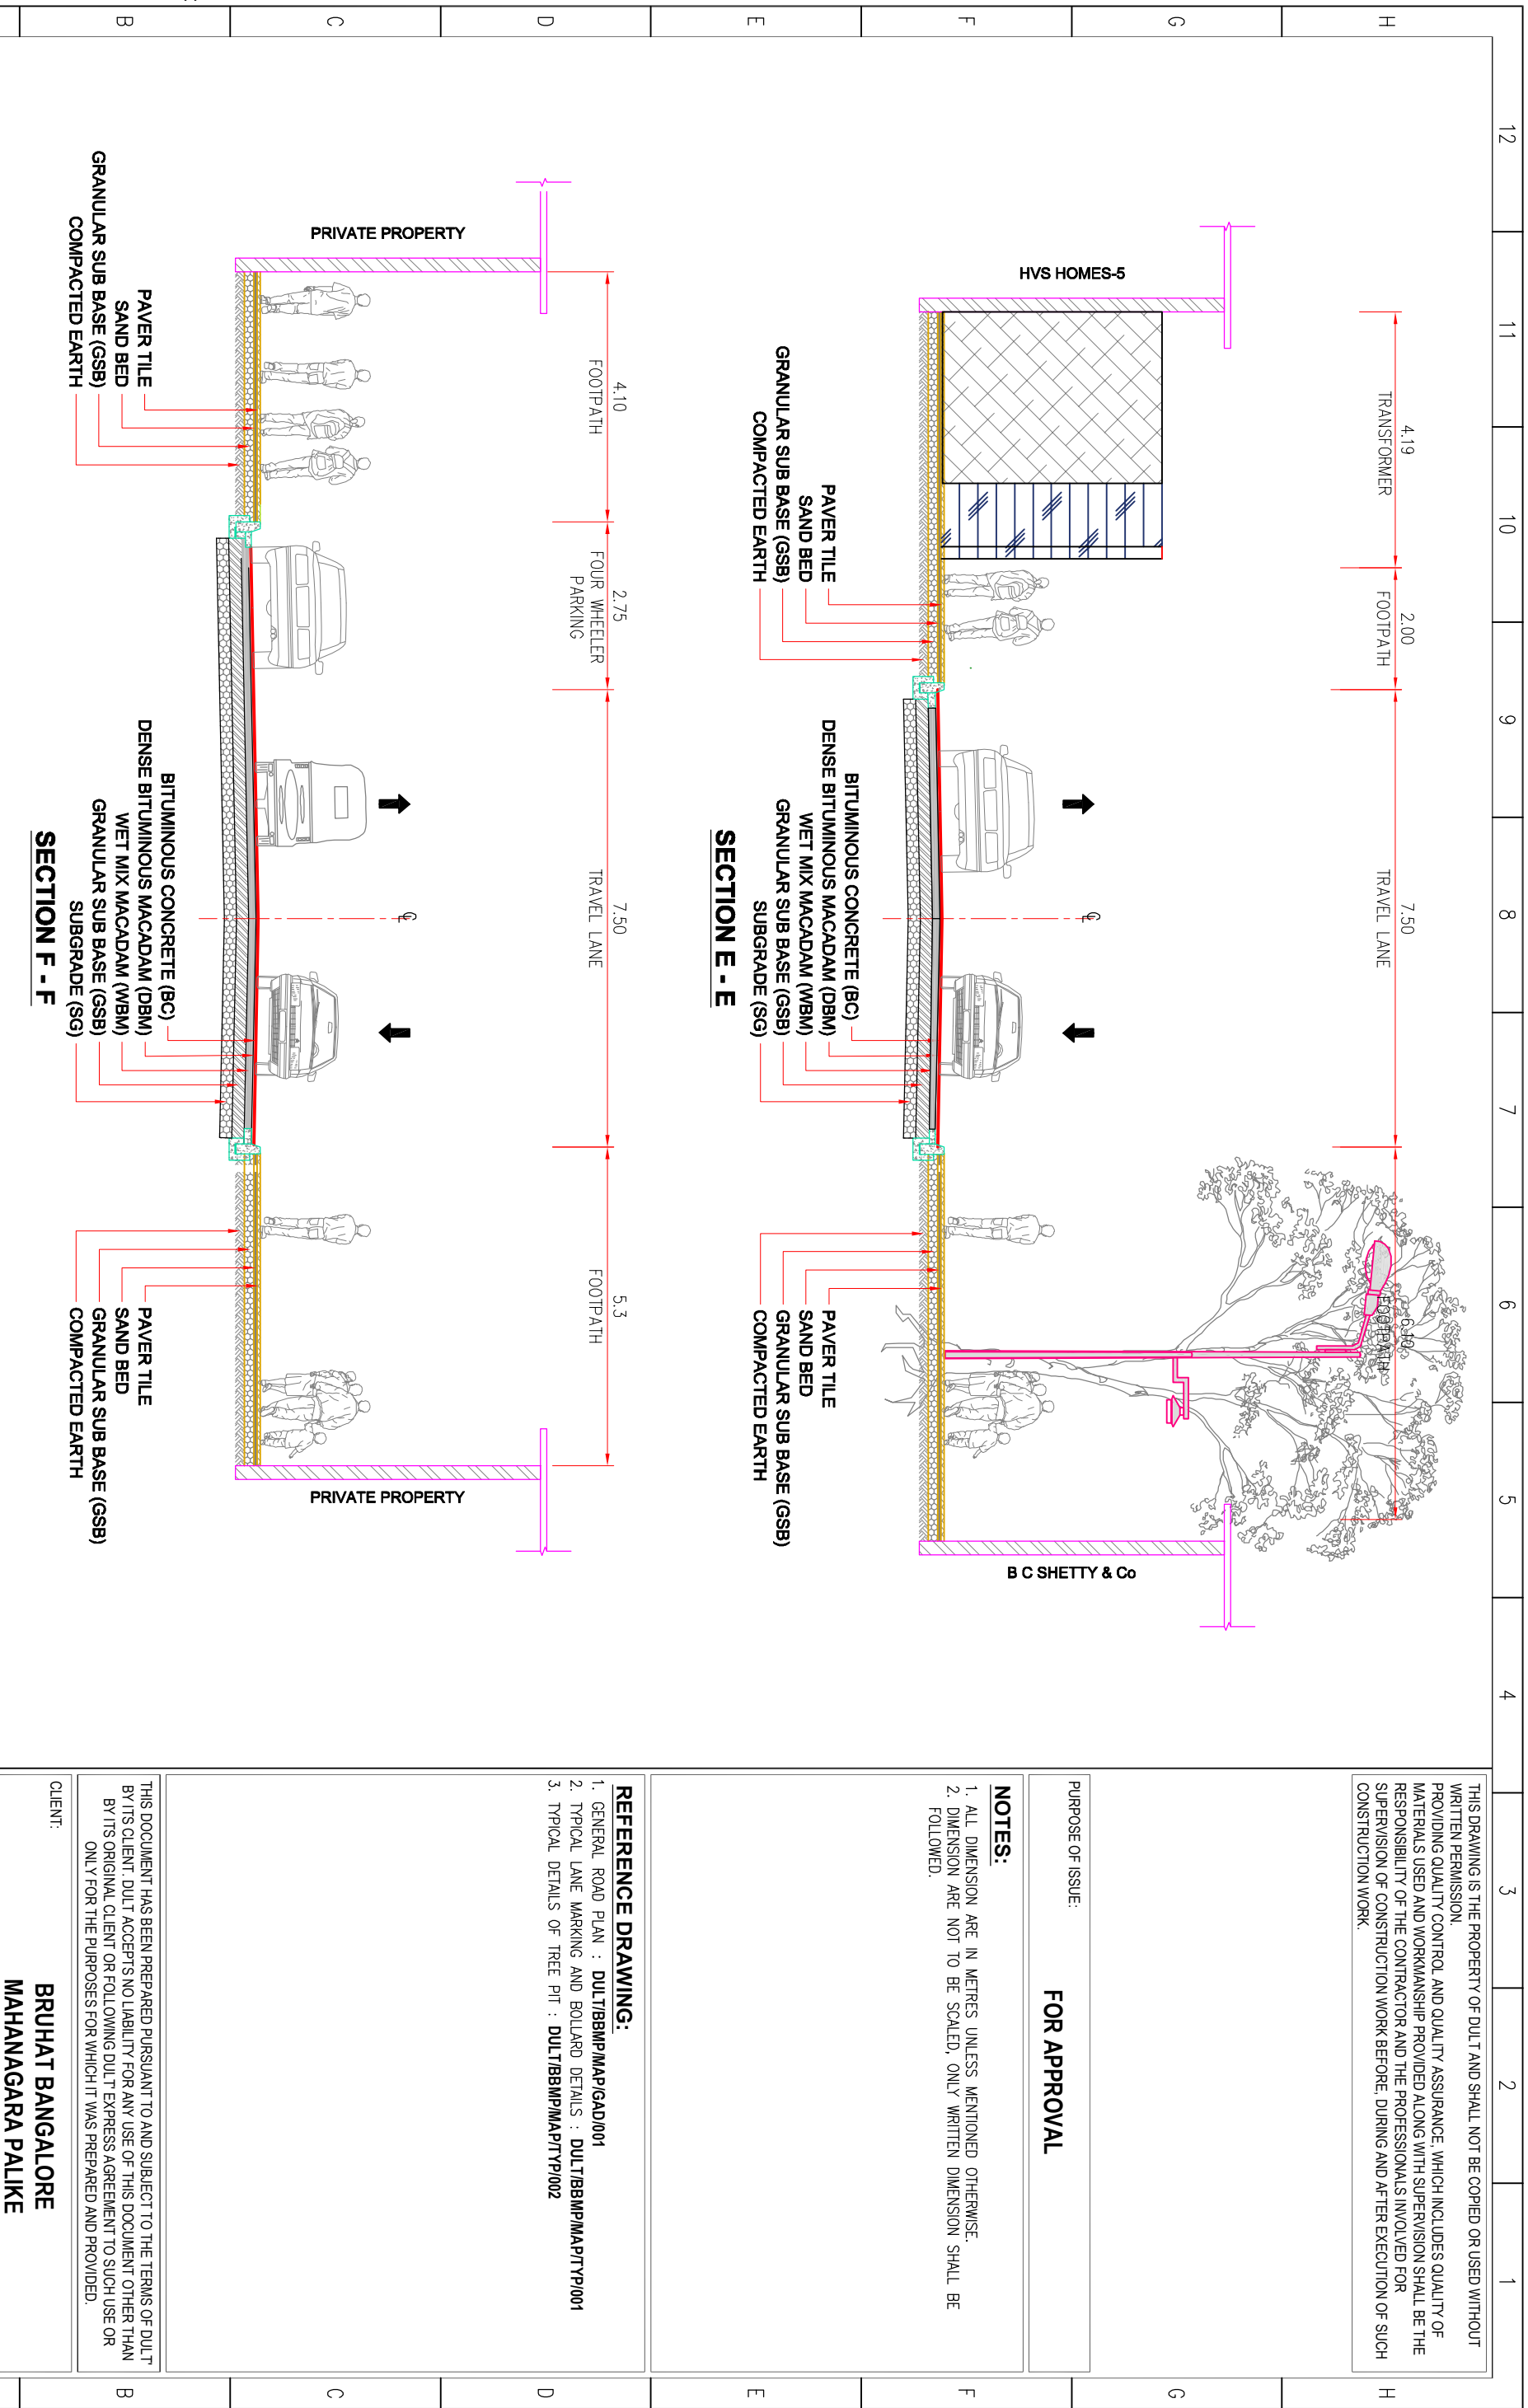 12
11
10
9
8
7
6
5
4
3
2
1
H
G
F
E
D
C
B
H
G
F
E
D
C
B
4.19
TRANSFORMER
2.00
FOOTPATH
7.50
TRAVEL LANE
6.10
FOOTPATH
HVS HOMES-5
B C SHETTY & Co
℄
PAVER TILE
SAND BED
GRANULAR SUB BASE (GSB)
COMPACTED EARTH
BITUMINOUS CONCRETE (BC)
DENSE BITUMINOUS MACADAM (DBM)
WET MIX MACADAM (WBM)
GRANULAR SUB BASE (GSB)
SUBGRADE (SG)
PAVER TILE
SAND BED
GRANULAR SUB BASE (GSB)
COMPACTED EARTH
SECTION E - E
4.10
FOOTPATH
2.75
FOUR WHEELER
PARKING
7.50
TRAVEL LANE
5.3
FOOTPATH
PRIVATE PROPERTY
PRIVATE PROPERTY
℄
PAVER TILE
SAND BED
GRANULAR SUB BASE (GSB)
COMPACTED EARTH
BITUMINOUS CONCRETE (BC)
DENSE BITUMINOUS MACADAM (DBM)
WET MIX MACADAM (WBM)
GRANULAR SUB BASE (GSB)
SUBGRADE (SG)
PAVER TILE
SAND BED
GRANULAR SUB BASE (GSB)
COMPACTED EARTH
SECTION F - F
THIS DRAWING IS THE PROPERTY OF DULT AND SHALL NOT BE COPIED OR USED WITHOUT
WRITTEN PERMISSION.
PROVIDING QUALITY CONTROL AND QUALITY ASSURANCE, WHICH INCLUDES QUALITY OF
MATERIALS USED AND WORKMANSHIP PROVIDED ALONG WITH SUPERVISION SHALL BE THE
RESPONSIBILITY OF THE CONTRACTOR AND THE PROFESSIONALS INVOLVED FOR
SUPERVISION OF CONSTRUCTION WORK BEFORE, DURING AND AFTER EXECUTION OF SUCH
CONSTRUCTION WORK.
PURPOSE OF ISSUE:
FOR APPROVAL
NOTES:
1. ALL DIMENSION ARE IN METRES UNLESS MENTIONED OTHERWISE.
2. DIMENSION ARE NOT TO BE SCALED, ONLY WRITTEN DIMENSION SHALL BE
FOLLOWED.
REFERENCE DRAWING:
1. GENERAL ROAD PLAN : DULT/BBMP/MAP/GAD/001
2. TYPICAL LANE MARKING AND BOLLARD DETAILS : DULT/BBMP/MAP/TYP/001
3. TYPICAL DETAILS OF TREE PIT : DULT/BBMP/MAP/TYP/002
THIS DOCUMENT HAS BEEN PREPARED PURSUANT TO AND SUBJECT TO THE TERMS OF DULT'
BY ITS CLIENT. DULT ACCEPTS NO LIABILITY FOR ANY USE OF THIS DOCUMENT OTHER THAN
BY ITS ORIGINAL CLIENT OR FOLLOWING DULT' EXPRESS AGREEMENT TO SUCH USE OR
ONLY FOR THE PURPOSES FOR WHICH IT WAS PREPARED AND PROVIDED.
CLIENT:
BRUHAT BANGALORE
MAHANAGARA PALIKE